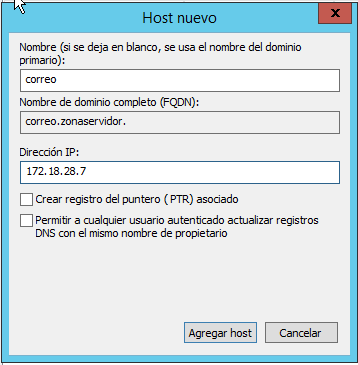 Host nuevo
x
Nombre (si se deja en blanco, se usa el nombre del dominio
primario):
correo
Nombre de dominio completo (FQDN):
correo.zonaservidor.
Dirección IP:
172.18.28.7
Crear registro del puntero (PTR) asociado
Permitir a cualquier usuario autenticado actualizar registros
DNS con el mismo nombre de propietario
Agregar host
Cancelar